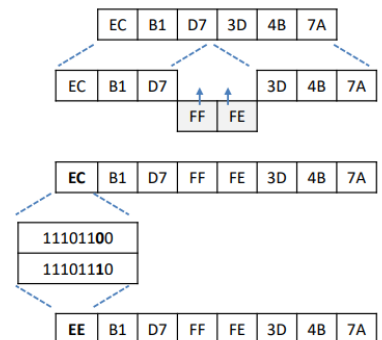 EC B1 D7 3D 4B 7A
EC B1 D7 3D 4B 7A
FF FE
EC B1 D7 FF FE 3D 4B 7A
11101100
11101110
EE B1 D7 FF FE 3D 4B 7A